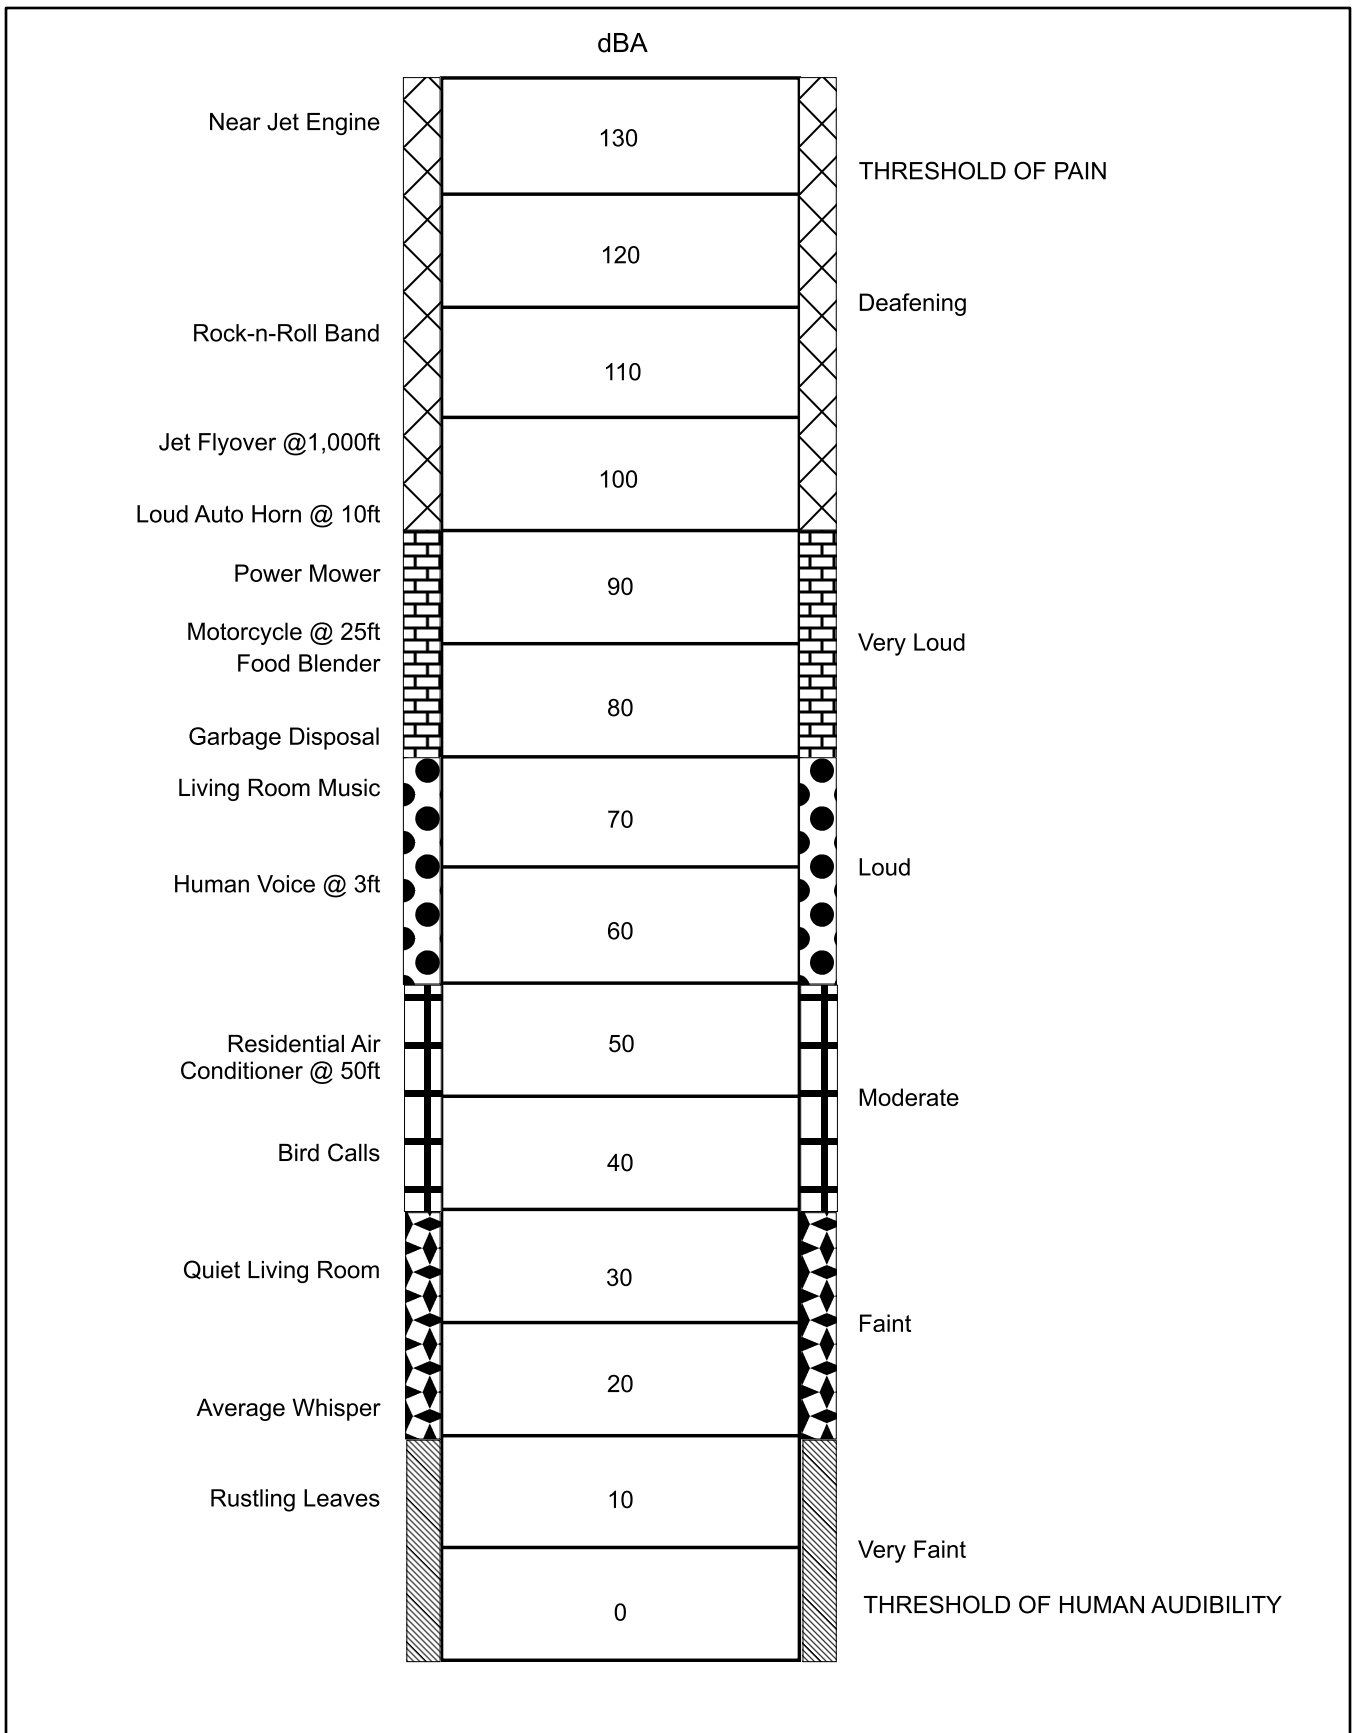 dBA
Near Jet Engine
130
THRESHOLD OF PAIN
120
Deafening
Rock-n-Roll Band
110
Jet Flyover @1,000ft
100
Loud Auto Horn @ 10ft
Power Mower
90
Motorcycle @ 25ft
Very Loud
Food Blender
80
Garbage Disposal
Living Room Music
70
Loud
Human Voice @ 3ft
60
Residential Air
50
Conditioner @ 50ft
Moderate
Bird Calls
40
Quiet Living Room
30
Faint
20
Average Whisper
Rustling Leaves
10
Very Faint
THRESHOLD OF HUMAN AUDIBILITY
0